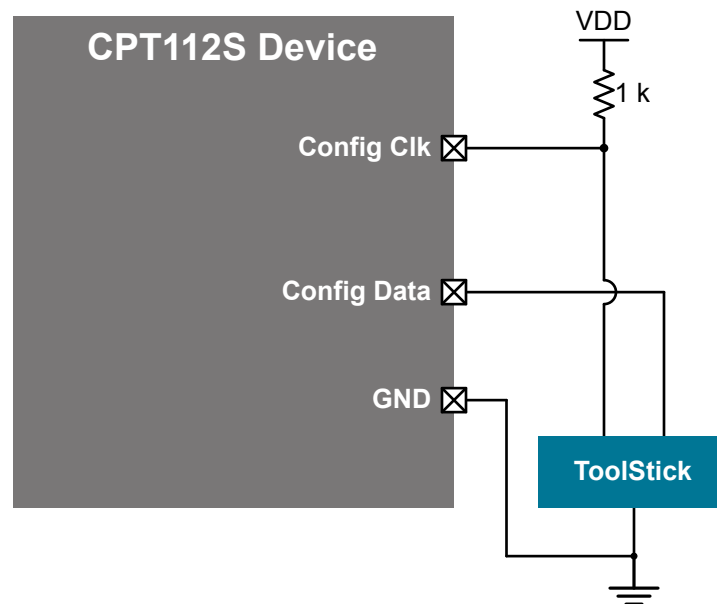 CPT112S Device
VDD
1 k
Config Clk
Config Data
GND
ToolStick